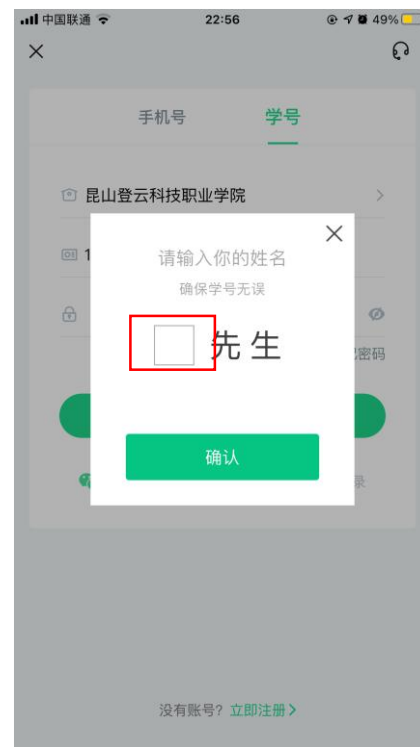 中国联通 22:56 49%
手机号 学号
昆山登云科技职业学院
1
请输入你的姓名
确保学号无误
先生
密码
确认
录
没有账号? 立即注册